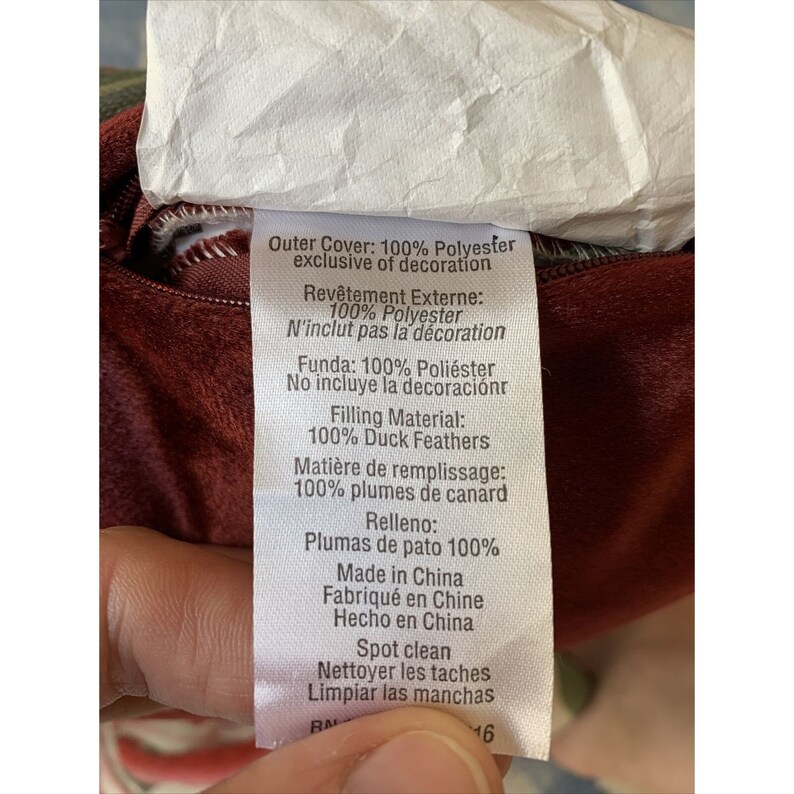 Outer Cover: 100% Polyester
exclusive of decoration
Revêtement Externe:
100% Polyester
N'inclut pas la décoration
Funda: 100% Poliéster
No incluye la decoraciónr
Filling Material:
100% Duck Feathers
Matière de remplissage:
100% plumes de canard
Relleno:
Plumas de pato 100%
Made in China
Fabriqué en Chine
Hecho en China
Spot clean
Nettoyer les taches
Limpiar las manchas
RN